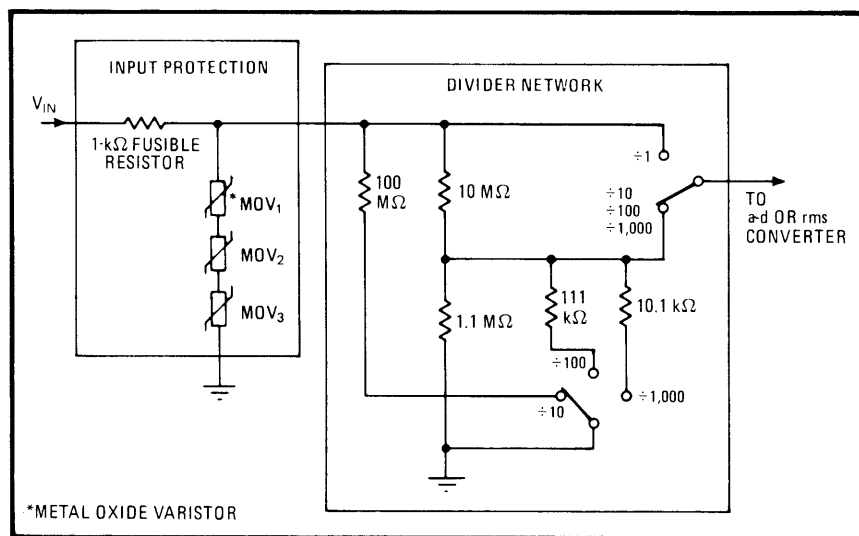 INPUT PROTECTION
V_IN
1-kΩ FUSIBLE
RESISTOR
*MOV₁
MOV₂
MOV₃
DIVIDER NETWORK
100
MΩ
10 MΩ
÷1
÷10
÷100
÷1,000
TO
a-d OR rms
CONVERTER
1.1 MΩ
111
kΩ
10.1 kΩ
÷100
÷10
÷1,000
*METAL OXIDE VARISTOR